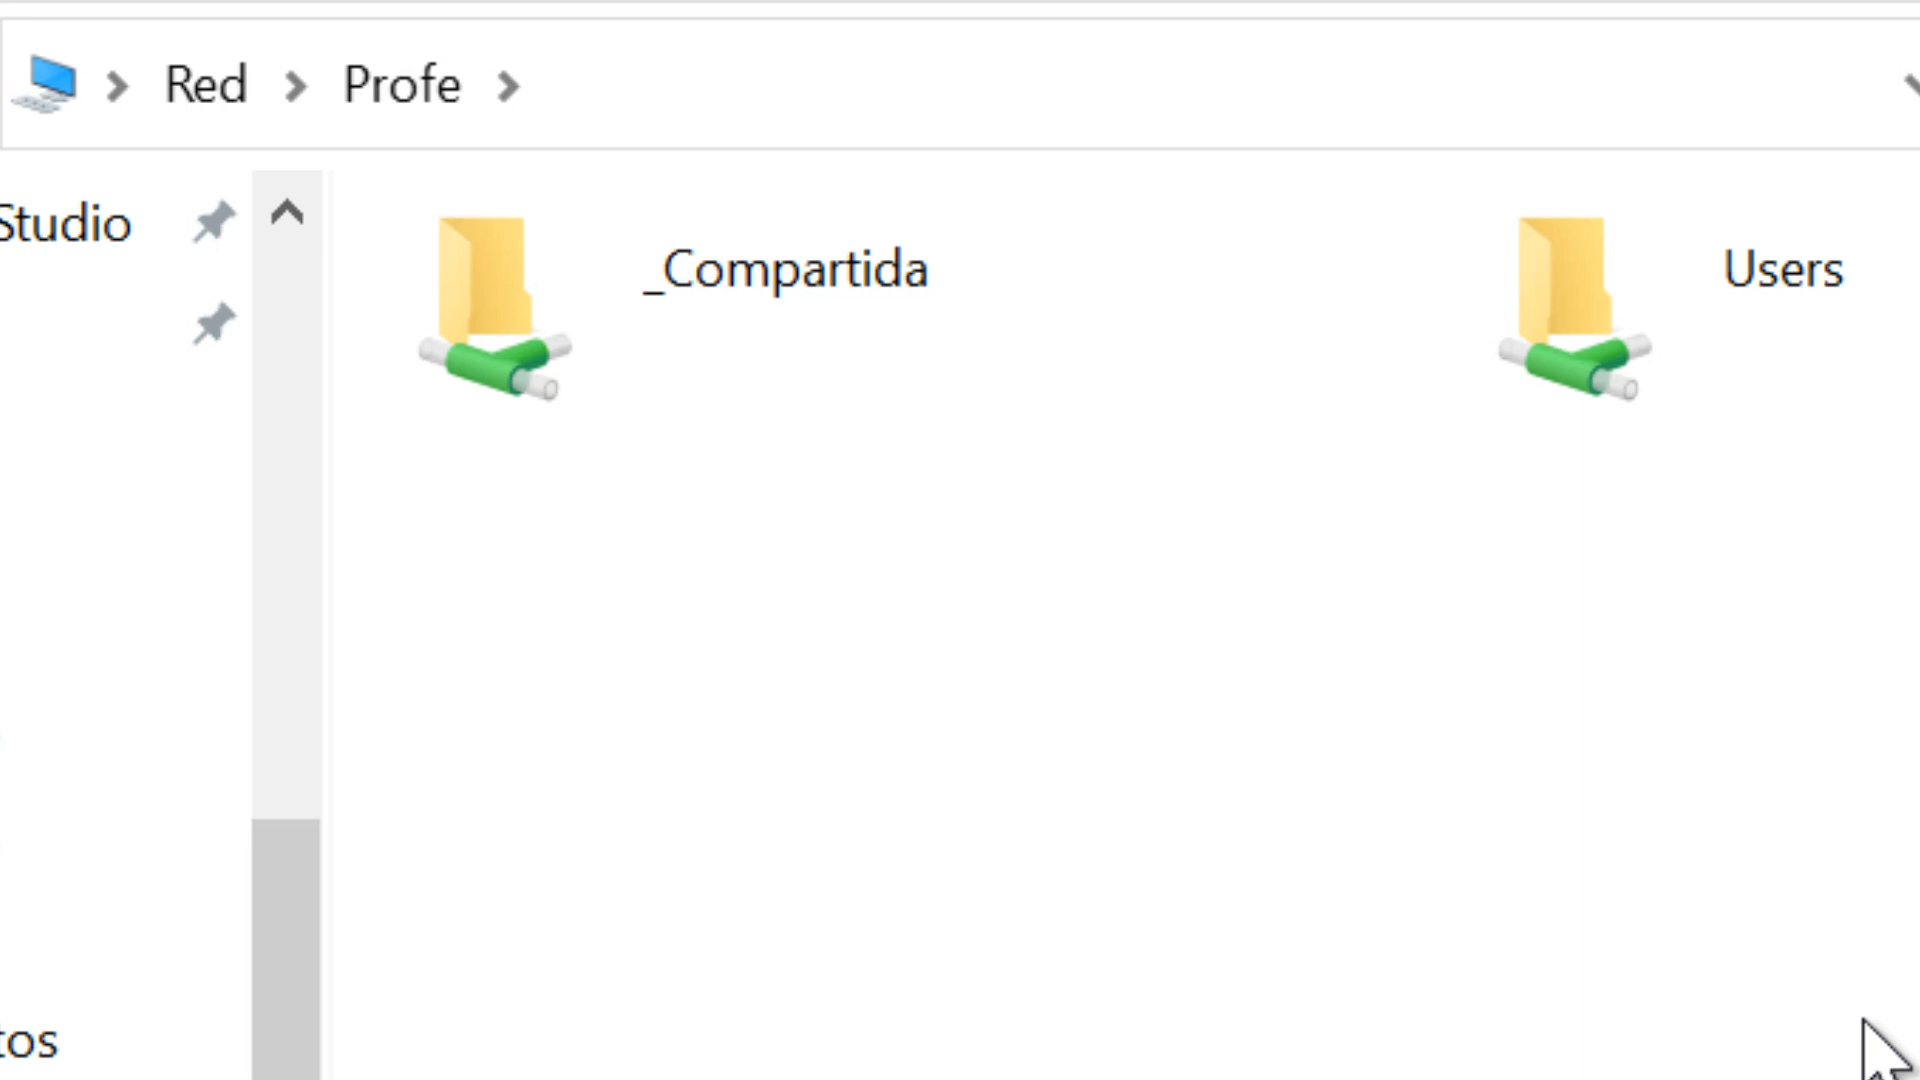 Red Profe
Studio
_Compartida
Users
tos